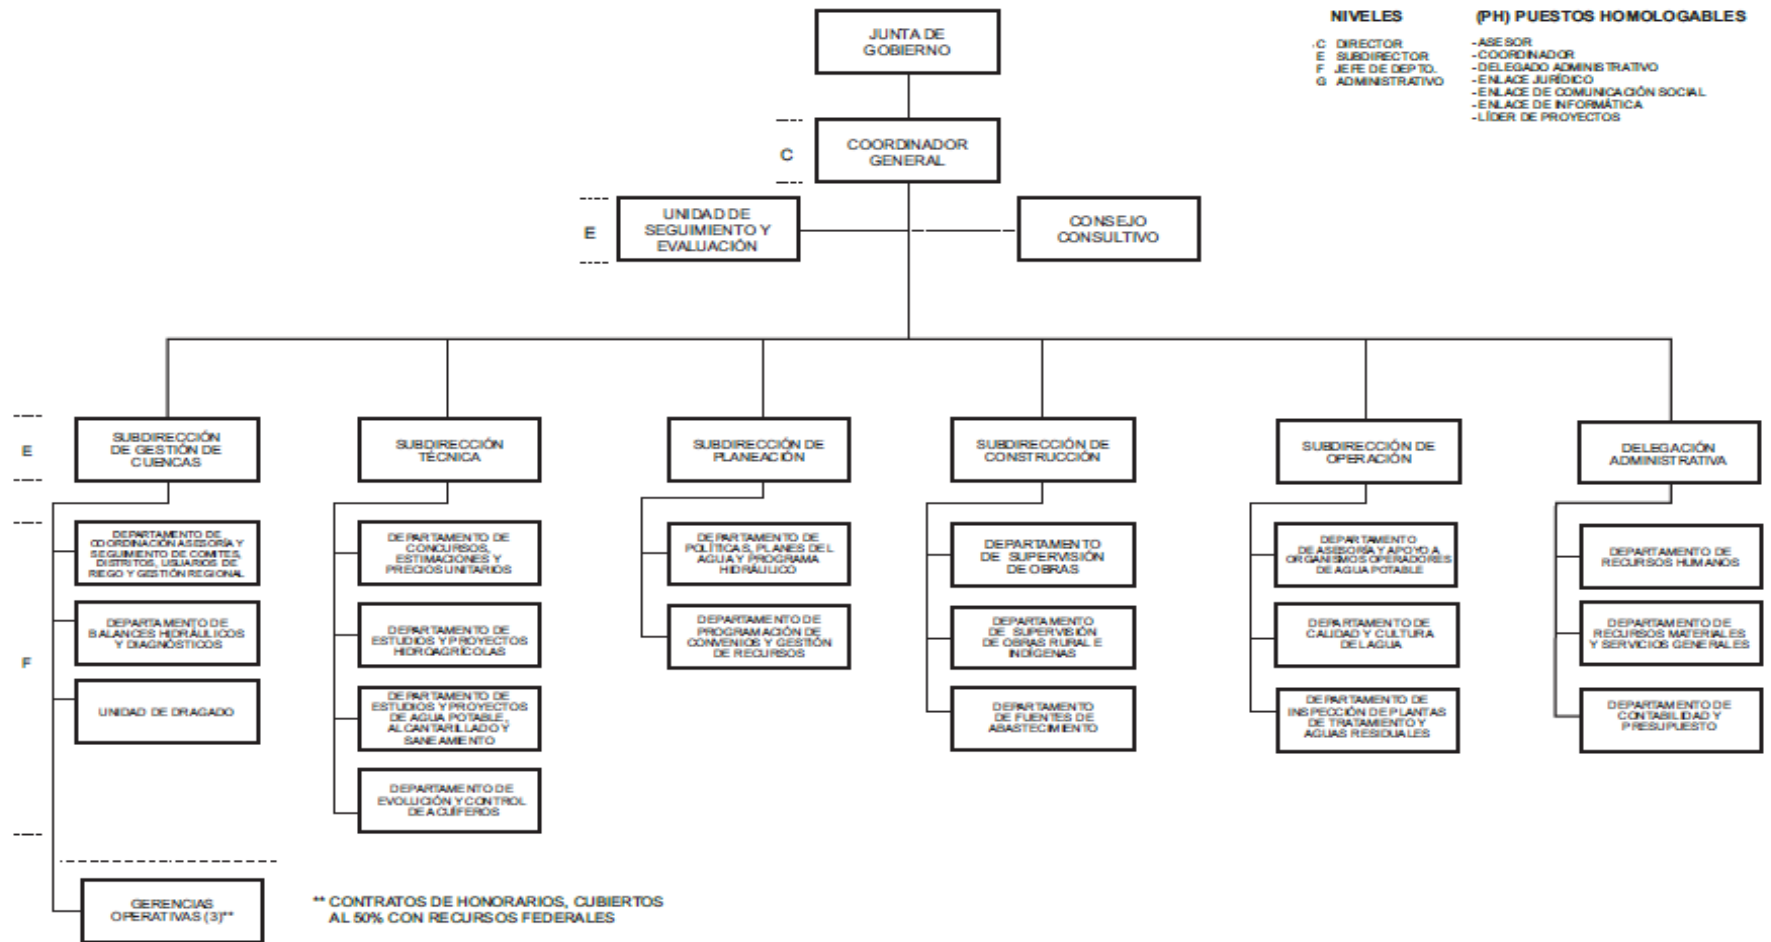 JUNTA DE
GOBIERNO
NIVELES
(PH) PUESTOS HOMOLOGABLES
.C DIRECTOR
E SUBDIRECTOR
F JEFE DE DEPTO.
G ADMINISTRATIVO
-ASESOR
-COORDINADOR
-DELEGADO ADMINISTRATIVO
-ENLACE JURÍDICO
-ENLACE DE COMUNICACIÓN SOCIAL
-ENLACE DE INFORMÁTICA
-LÍDER DE PROYECTOS
C
COORDINADOR
GENERAL
E
UNIDAD DE
SEGUIMIENTO Y
EVALUACIÓN
CONSEJO
CONSULTIVO
E
SUBDIRECCIÓN
DE GESTIÓN DE
CUENCAS
SUBDIRECCIÓN
TÉCNICA
SUBDIRECCIÓN DE
PLANEACIÓN
SUBDIRECCIÓN DE
CONSTRUCCIÓN
SUBDIRECCIÓN DE
OPERACIÓN
DELEGACIÓN
ADMINISTRATIVA
F
DEPARTAMENTO DE
COORDINACIÓN ASESORÍA Y
SEGUIMIENTO DE COMITES,
DISTRITOS, USUARIOS DE
RIEGO Y GESTIÓN REGIONAL
DEPARTAMENTO DE
BALANCES HIDRÁULICOS
Y DIAGNÓSTICOS
UNIDAD DE DRAGADO
GERENCIAS
OPERATIVAS (3)**
DEPARTAMENTO DE
CONCURSOS,
ESTIMACIONES Y
PRECIOS UNITARIOS
DEPARTAMENTO DE
ESTUDIOS Y PROYECTOS
HIDROAGRÍCOLAS
DEPARTAMENTO DE
ESTUDIOS Y PROYECTOS
DE AGUA POTABLE,
ALCANTARILLADO Y
SANEAMIENTO
DEPARTAMENTO DE
EVOLUCIÓN Y CONTROL
DE ACUÍFEROS
DEPARTAMENTO DE
POLÍTICAS, PLANES DEL
AGUA Y PROGRAMA
HIDRÁULICO
DEPARTAMENTO DE
PROGRAMACIÓN DE
CONVENIOS Y GESTIÓN
DE RECURSOS
DEPARTAMENTO
DE SUPERVISIÓN
DE OBRAS
DEPARTAMENTO
DE SUPERVISIÓN
DE OBRAS RURAL E
INDÍGENAS
DEPARTAMENTO
DE FUENTES DE
ABASTECIMIENTO
DEPARTAMENTO
DE ASESORÍA Y APOYO A
ORGANISMOS OPERADORES
DE AGUA POTABLE
DEPARTAMENTO DE
CALIDAD Y CULTURA
DEL AGUA
DEPARTAMENTO DE
INSPECCIÓN DE PLANTAS
DE TRATAMIENTO Y
AGUAS RESIDUALES
DEPARTAMENTO DE
RECURSOS HUMANOS
DEPARTAMENTO DE
RECURSOS MATERIALES
Y SERVICIOS GENERALES
DEPARTAMENTO DE
CONTABILIDAD Y
PRESUPUESTO
** CONTRATOS DE HONORARIOS, CUBIERTOS
AL 50% CON RECURSOS FEDERALES